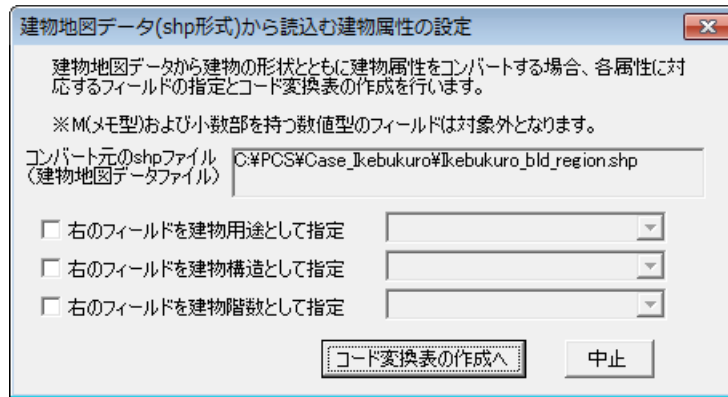 建物地図データ(shp形式)から読込む建物属性の設定
建物地図データから建物の形状とともに建物属性をコンバートする場合、各属性に対
応するフィールドの指定とコード変換表の作成を行います。
※M(メモ型)および小数部を持つ数値型のフィールドは対象外となります。
コンバート元のshpファイル
(建物地図データファイル)
C:¥PCS¥Case_Ikebukuro¥Ikebukuro_bld_region.shp
右のフィールドを建物用途として指定
右のフィールドを建物構造として指定
右のフィールドを建物階数として指定
コード変換表の作成へ
中止